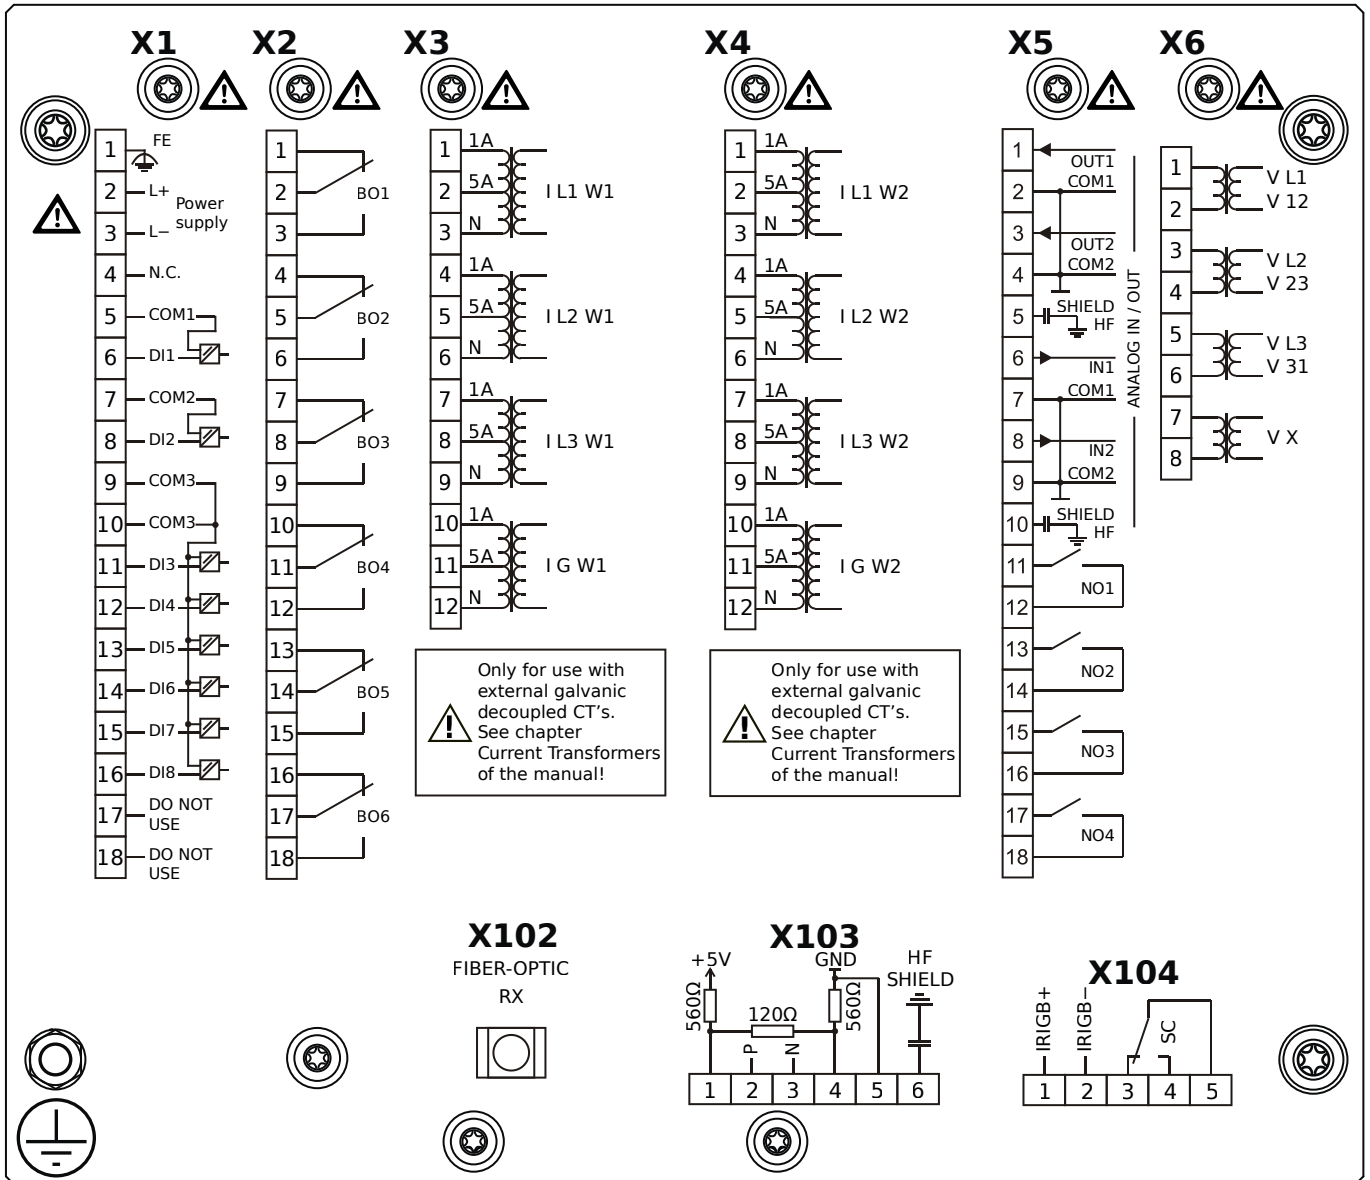 X1
X2
X3
X4
X5
X6
1
FE
2
L+
Power
supply
3
L−
4
N.C.
5
COM1
6
DI1
7
COM2
8
DI2
9
COM3
10
COM3
11
DI3
12
DI4
13
DI5
14
DI6
15
DI7
16
DI8
17
DO NOT
USE
18
DO NOT
USE
1
2
BO1
3
4
5
BO2
6
7
8
BO3
9
10
11
BO4
12
13
14
BO5
15
16
17
BO6
18
1
1A
2
5A
I L1 W1
3
N
4
1A
5
5A
I L2 W1
6
N
7
1A
8
5A
I L3 W1
9
N
10
1A
11
5A
I G W1
12
N
Only for use with
external galvanic
decoupled CT's.
See chapter
Current Transformers
of the manual!
1
1A
2
5A
I L1 W2
3
N
4
1A
5
5A
I L2 W2
6
N
7
1A
8
5A
I L3 W2
9
N
10
1A
11
5A
I G W2
12
N
Only for use with
external galvanic
decoupled CT's.
See chapter
Current Transformers
of the manual!
1
OUT1
2
COM1
3
OUT2
4
COM2
5
SHIELD
HF
6
IN1
7
COM1
8
IN2
9
COM2
10
SHIELD
HF
ANALOG IN / OUT
11
NO1
12
13
NO2
14
15
NO3
16
17
NO4
18
1
V L1
2
V 12
3
V L2
4
V 23
5
V L3
6
V 31
7
V X
8
X102
FIBER-OPTIC
RX
X103
+5V
GND
HF
SHIELD
560Ω
120Ω
560Ω
P
N
1
2
3
4
5
6
X104
IRIGB+
IRIGB−
SC
1
2
3
4
5